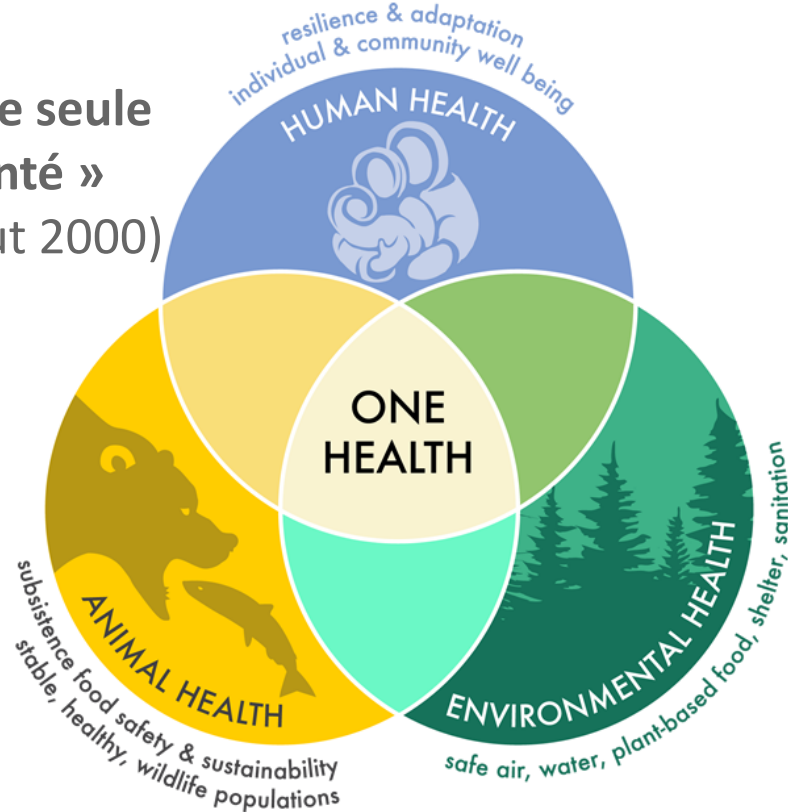 resilience & adaptation
individual & community well being
HUMAN HEALTH
e seule
nté »
ut 2000)
ONE
HEALTH
ANIMAL HEALTH
subsistence food safety & sustainability
stable, healthy, wildlife populations
ENVIRONMENTAL HEALTH
safe air, water, plant-based food, shelter, sanitation